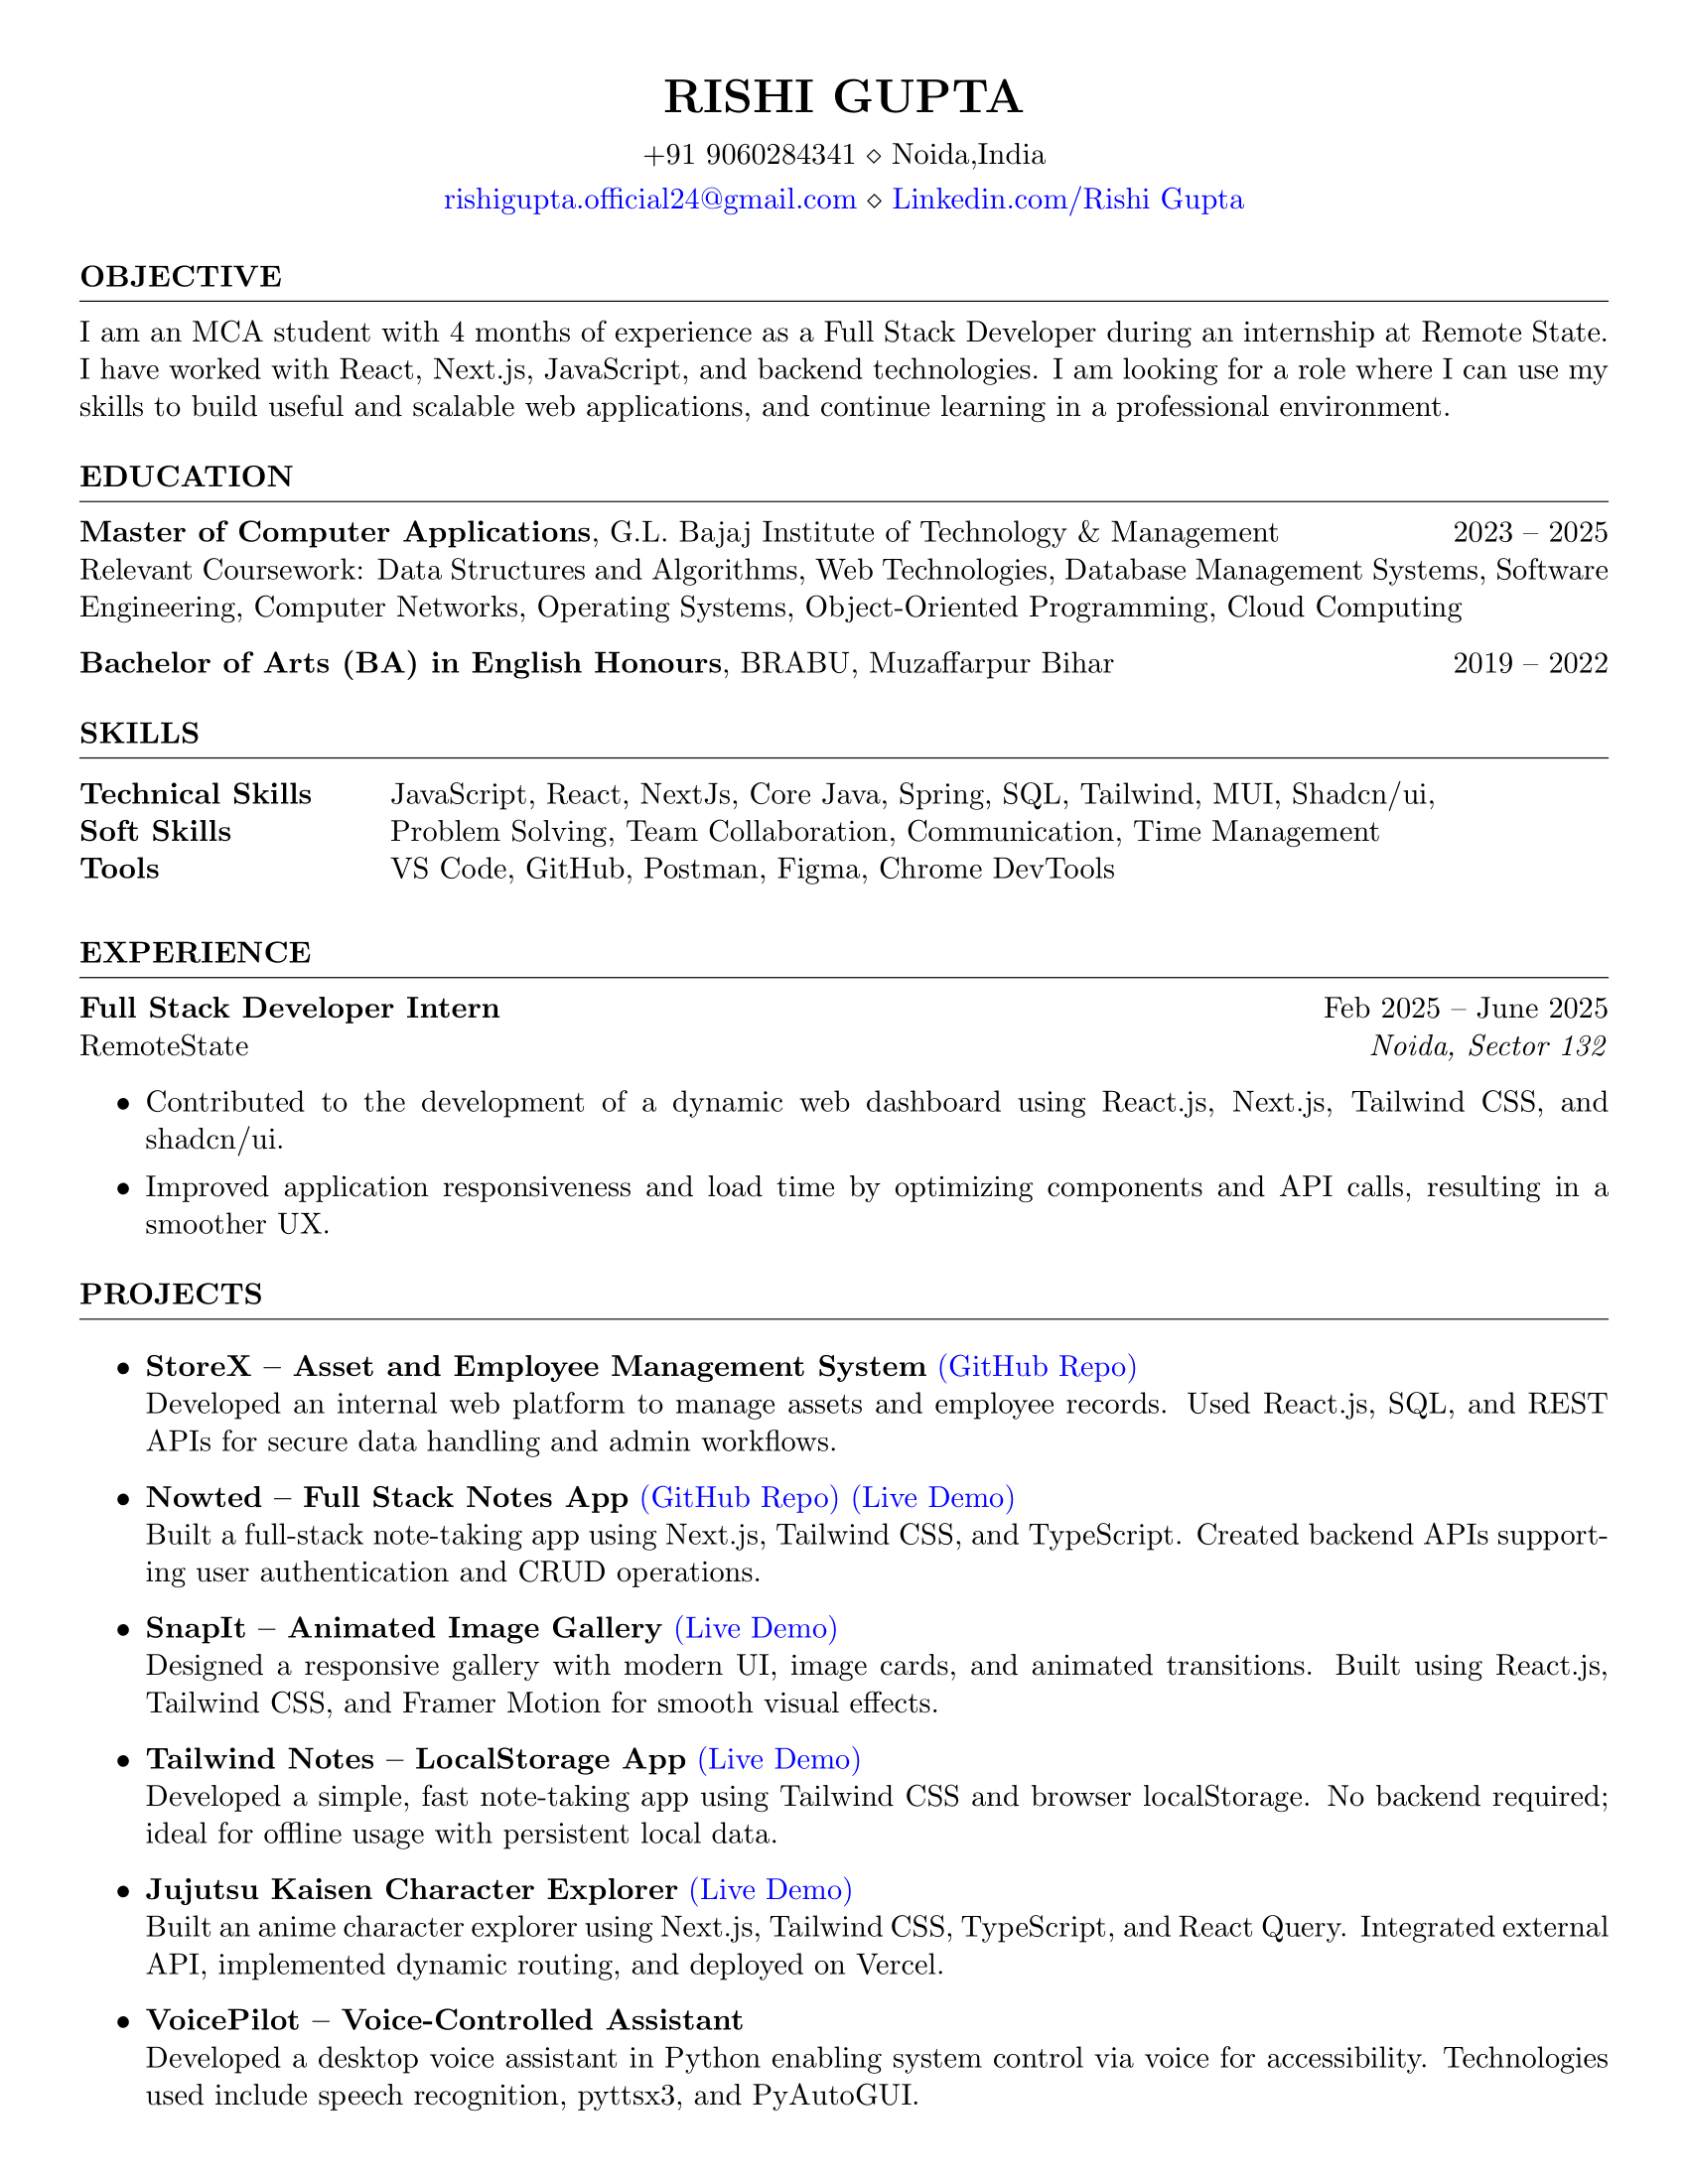 RISHI GUPTA
+91 9060284341 ⋄ Noida,India
rishigupta.official24@gmail.com ⋄ Linkedin.com/Rishi Gupta
OBJECTIVE
I am an MCA student with 4 months of experience as a Full Stack Developer during an internship at Remote State.
I have worked with React, Next.js, JavaScript, and backend technologies. I am looking for a role where I can use my
skills to build useful and scalable web applications, and continue learning in a professional environment.
EDUCATION
Master of Computer Applications, G.L. Bajaj Institute of Technology & Management 2023 – 2025
Relevant Coursework: Data Structures and Algorithms, Web Technologies, Database Management Systems, Software
Engineering, Computer Networks, Operating Systems, Object-Oriented Programming, Cloud Computing
Bachelor of Arts (BA) in English Honours, BRABU, Muzaffarpur Bihar 2019 – 2022
SKILLS
Technical Skills JavaScript, React, NextJs, Core Java, Spring, SQL, Tailwind, MUI, Shadcn/ui,
Soft Skills Problem Solving, Team Collaboration, Communication, Time Management
Tools VS Code, GitHub, Postman, Figma, Chrome DevTools
EXPERIENCE
Full Stack Developer Intern Feb 2025 – June 2025
RemoteState Noida, Sector 132
• Contributed to the development of a dynamic web dashboard using React.js, Next.js, Tailwind CSS, and
shadcn/ui.
• Improved application responsiveness and load time by optimizing components and API calls, resulting in a
smoother UX.
PROJECTS
• StoreX – Asset and Employee Management System (GitHub Repo)
Developed an internal web platform to manage assets and employee records. Used React.js, SQL, and REST
APIs for secure data handling and admin workflows.
• Nowted – Full Stack Notes App (GitHub Repo) (Live Demo)
Built a full-stack note-taking app using Next.js, Tailwind CSS, and TypeScript. Created backend APIs support-
ing user authentication and CRUD operations.
• SnapIt – Animated Image Gallery (Live Demo)
Designed a responsive gallery with modern UI, image cards, and animated transitions. Built using React.js,
Tailwind CSS, and Framer Motion for smooth visual effects.
• Tailwind Notes – LocalStorage App (Live Demo)
Developed a simple, fast note-taking app using Tailwind CSS and browser localStorage. No backend required;
ideal for offline usage with persistent local data.
• Jujutsu Kaisen Character Explorer (Live Demo)
Built an anime character explorer using Next.js, Tailwind CSS, TypeScript, and React Query. Integrated external
API, implemented dynamic routing, and deployed on Vercel.
• VoicePilot – Voice-Controlled Assistant
Developed a desktop voice assistant in Python enabling system control via voice for accessibility. Technologies
used include speech recognition, pyttsx3, and PyAutoGUI.